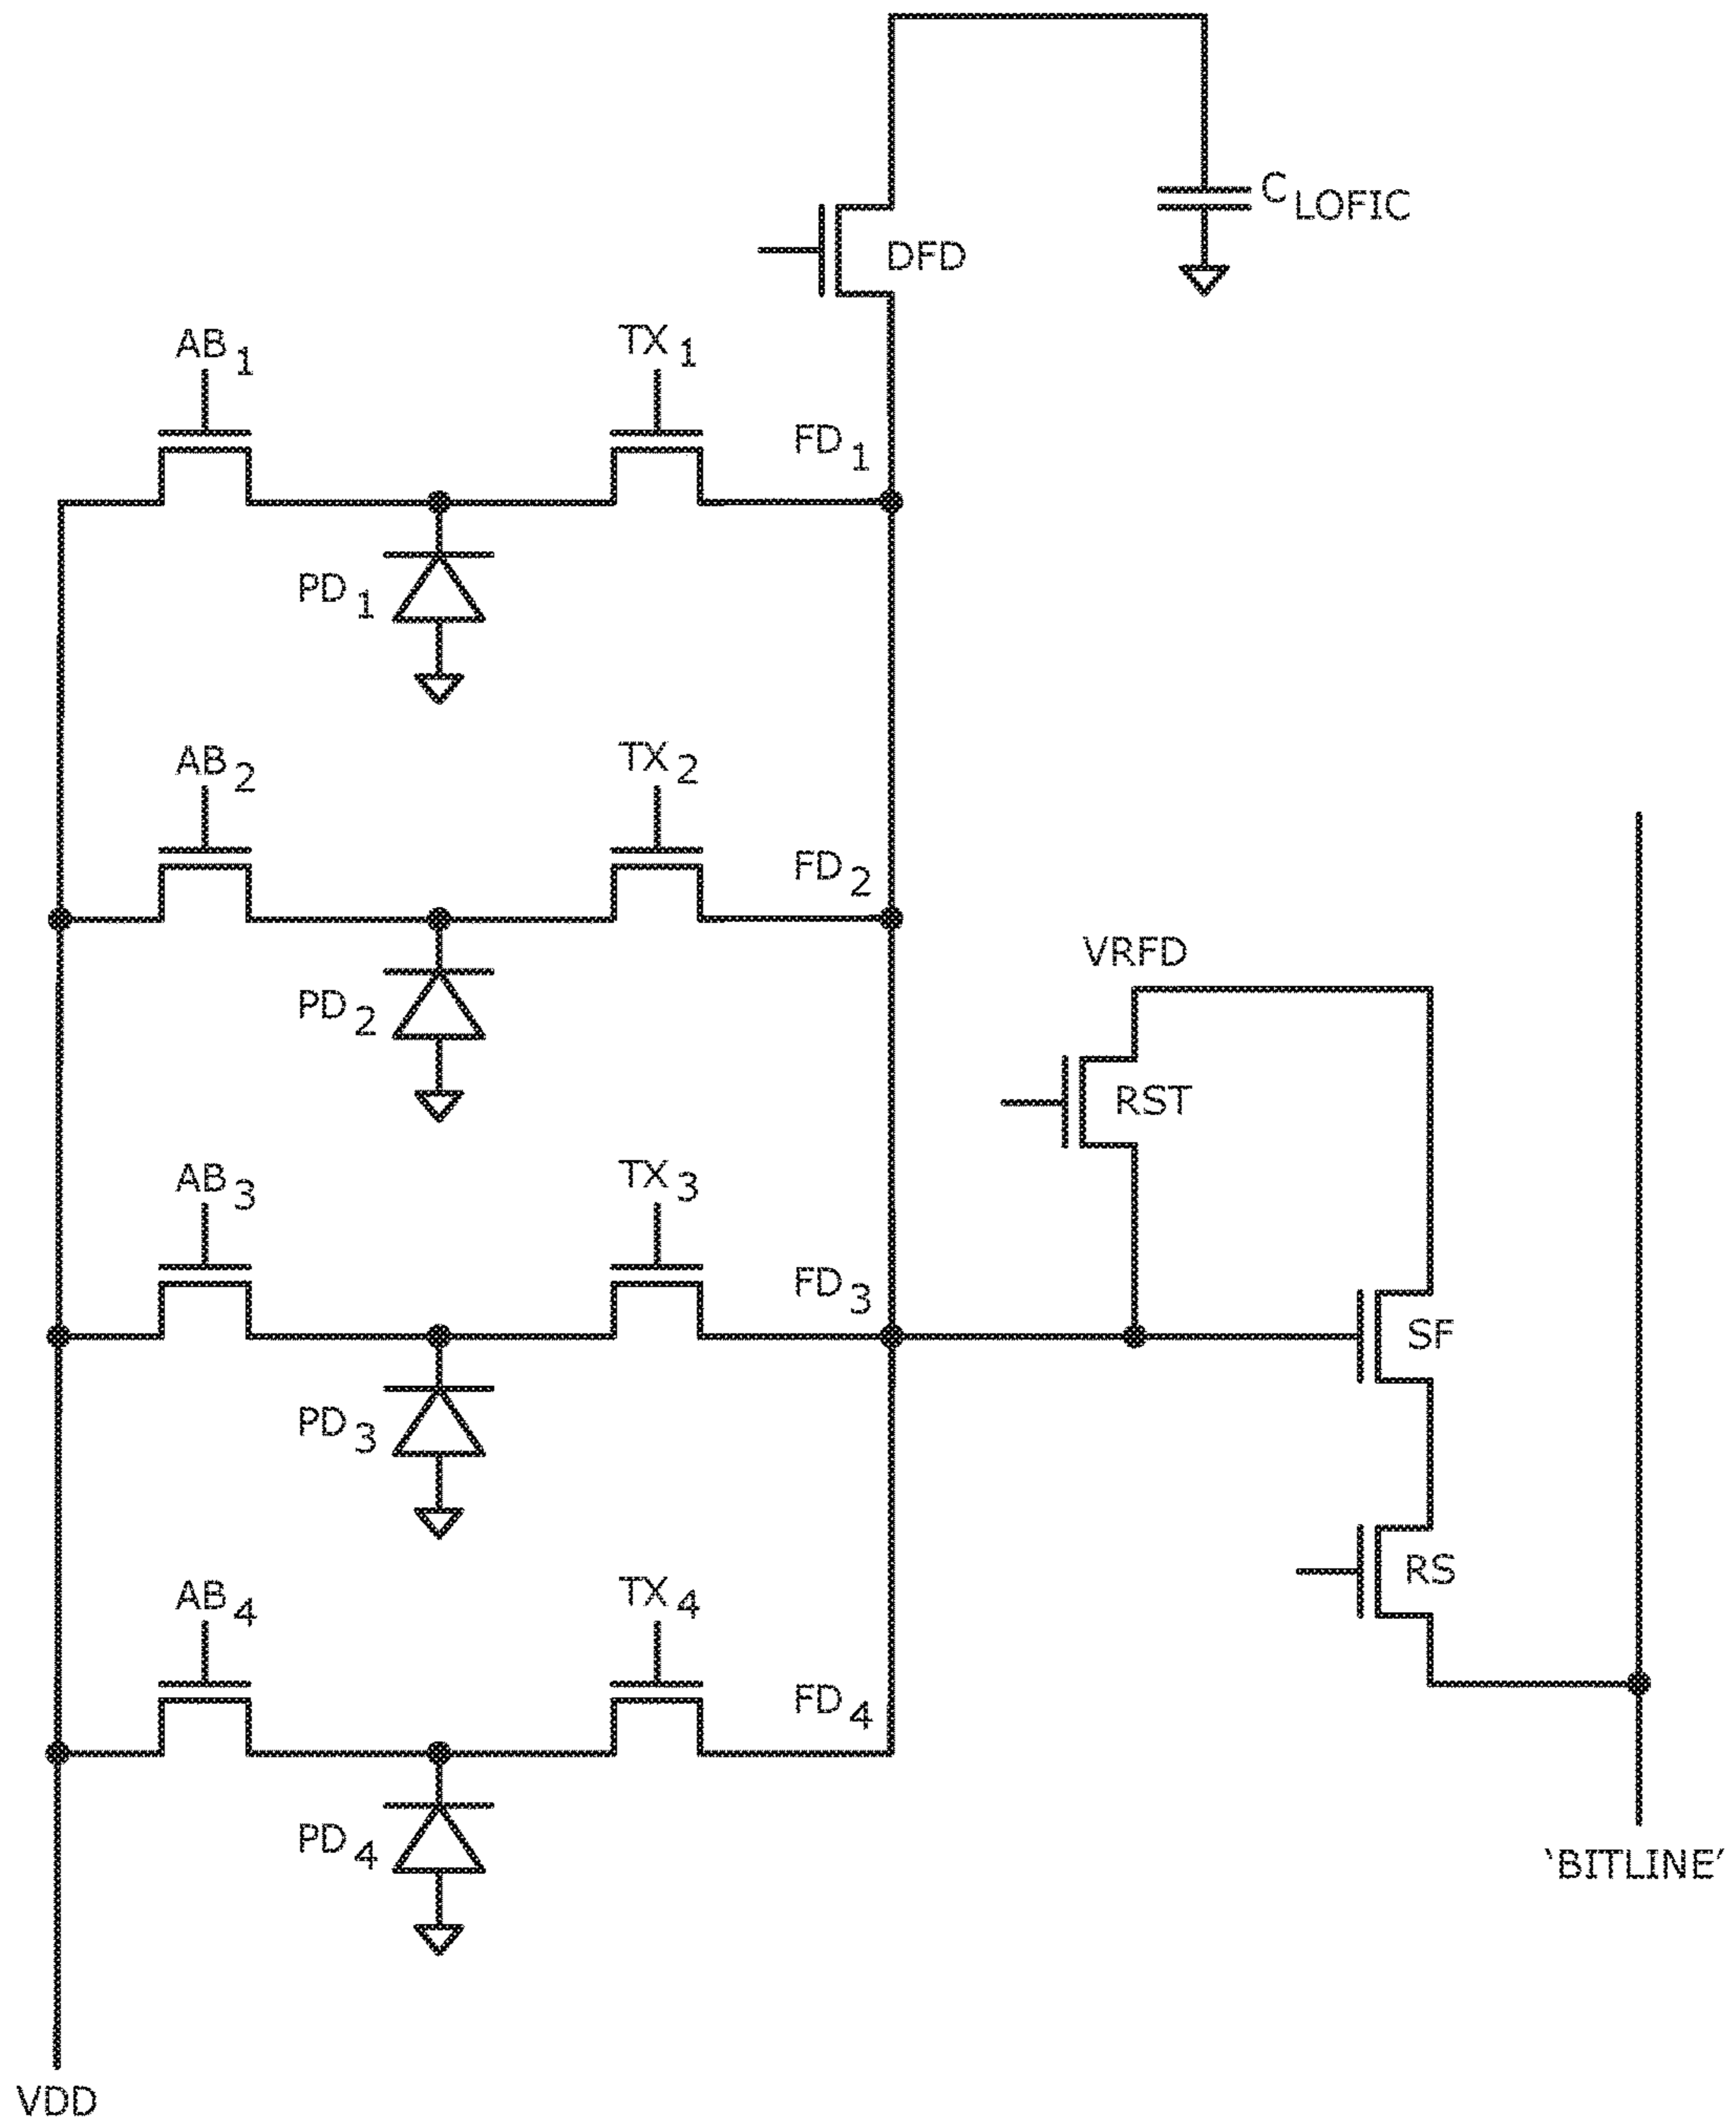 C LOFIC
DFD
AB 1
TX 1
FD 1
PD 1
AB 2
TX 2
FD 2
PD 2
VRFD
RST
AB 3
TX 3
FD 3
SF
PD 3
RS
AB 4
TX 4
FD 4
PD 4
‘BITLINE’
VDD